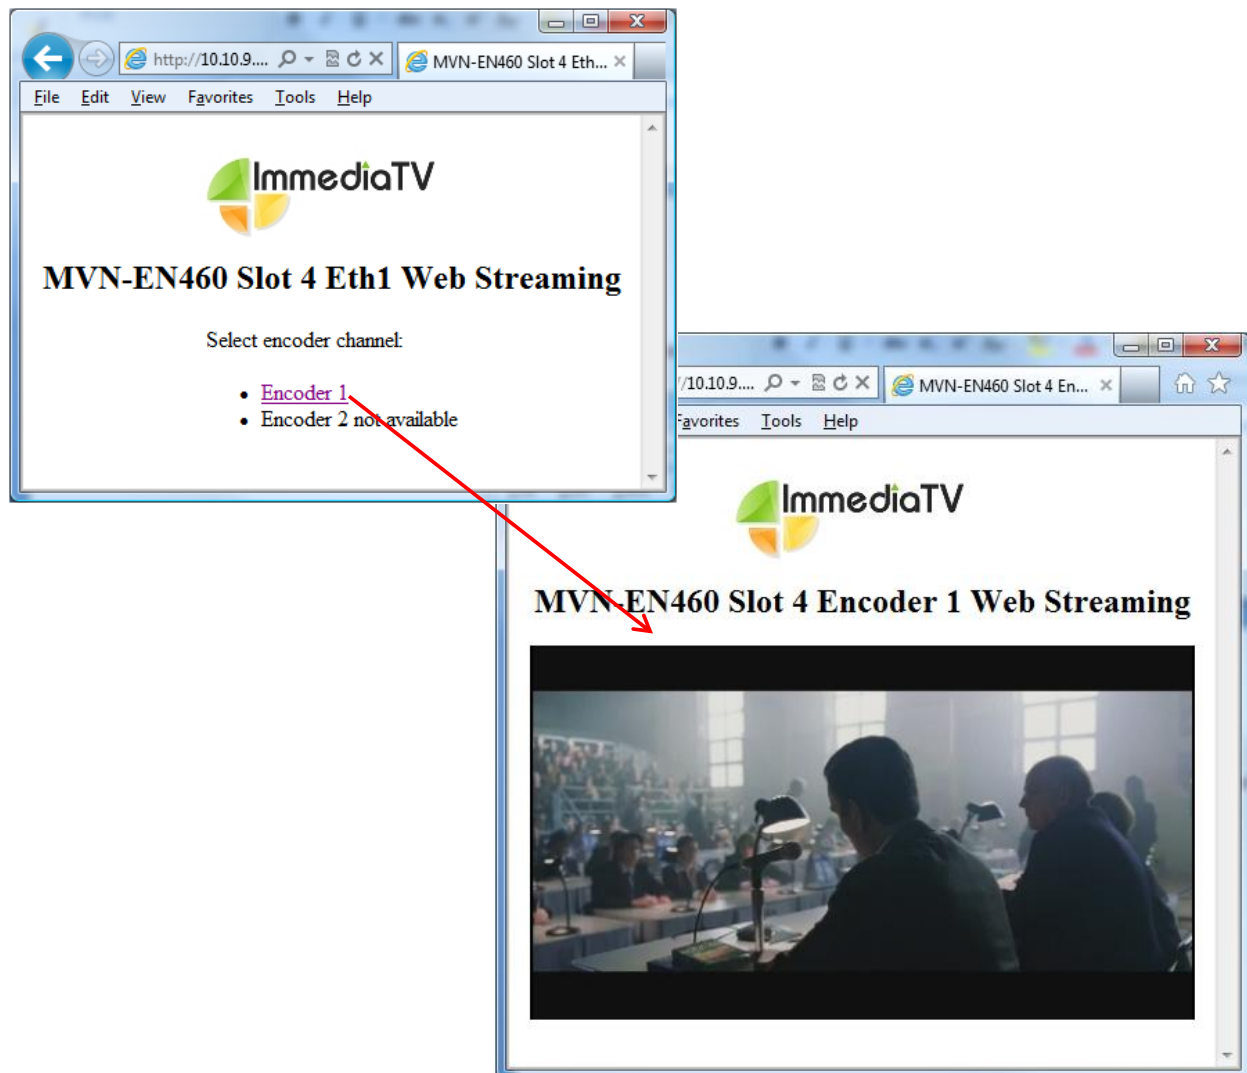 http://10.10.9....
MVN-EN460 Slot 4 Eth...
File Edit View Favorites Tools Help
ImmediaTV
MVN-EN460 Slot 4 Eth1 Web Streaming
Select encoder channel:
• Encoder 1
• Encoder 2 not available
/10.10.9....
MVN-EN460 Slot 4 En...
Favorites Tools Help
ImmediaTV
MVN-EN460 Slot 4 Encoder 1 Web Streaming